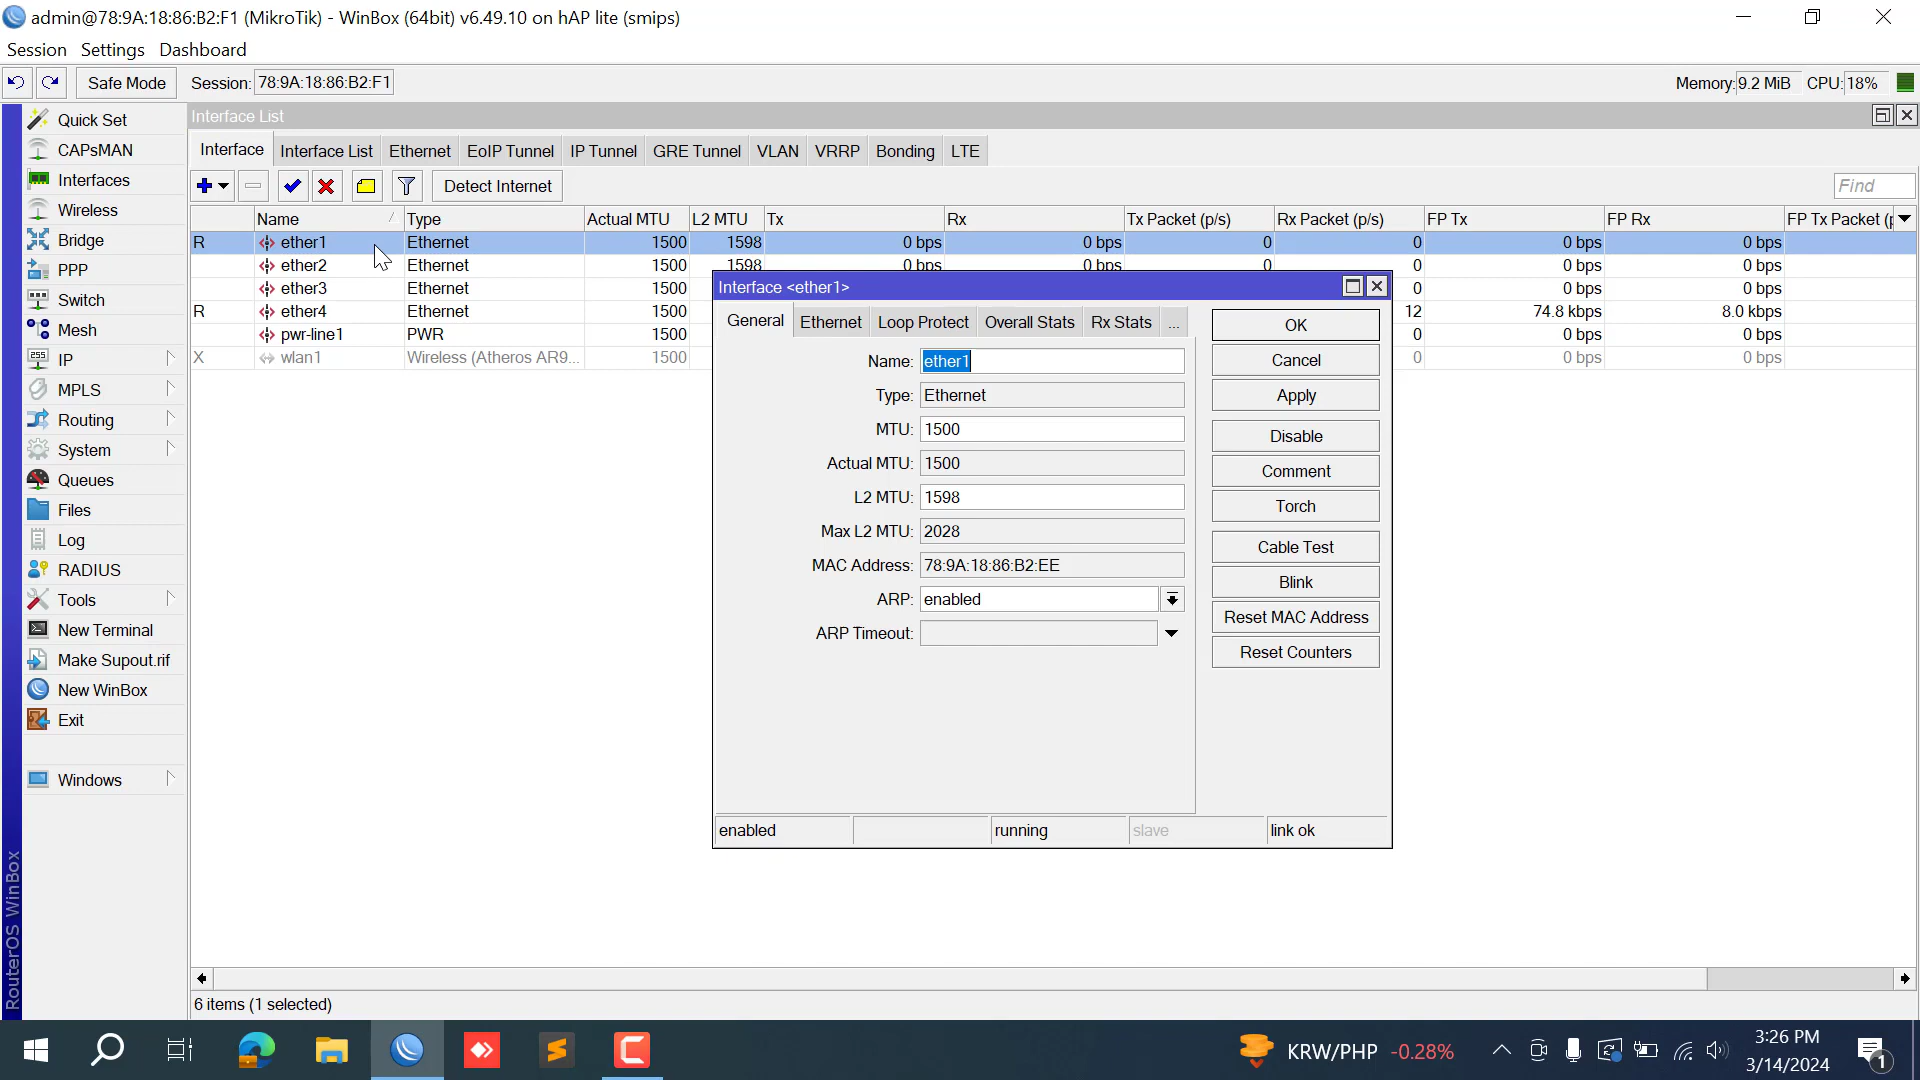 admin@78:9A:18:86:B2:F1 (MikroTik) - WinBox (64bit) v6.49.10 on hAP lite (smips)
Session Settings Dashboard
Safe Mode Session: 78:9A:18:86:B2:F1 Memory: 9.2 MiB CPU: 18%
Quick Set
CAPsMAN
Interfaces
Wireless
Bridge
PPP
Switch
Mesh
IP
MPLS
Routing
System
Queues
Files
Log
RADIUS
Tools
New Terminal
Make Supout.rif
New WinBox
Exit
Windows
RouterOS WinBox
Interface List
Interface Interface List Ethernet EoIP Tunnel IP Tunnel GRE Tunnel VLAN VRRP Bonding LTE
Detect Internet Find
Name Type Actual MTU L2 MTU Tx Rx Tx Packet (p/s) Rx Packet (p/s) FP Tx FP Rx FP Tx Packet (p
R ether1 Ethernet 1500 1598 0 bps 0 bps 0 0 0 bps 0 bps
ether2 Ethernet 1500 1598 0 bps 0 bps 0 0 0 bps 0 bps
ether3 Ethernet 1500 0 0 bps 0 bps
R ether4 Ethernet 1500 12 74.8 kbps 8.0 kbps
pwr-line1 PWR 1500 0 0 bps 0 bps
X wlan1 Wireless (Atheros AR9... 1500 0 0 bps 0 bps
Interface <ether1>
General Ethernet Loop Protect Overall Stats Rx Stats ...
Name: ether1
Type: Ethernet
MTU: 1500
Actual MTU: 1500
L2 MTU: 1598
Max L2 MTU: 2028
MAC Address: 78:9A:18:86:B2:EE
ARP: enabled
ARP Timeout:
OK
Cancel
Apply
Disable
Comment
Torch
Cable Test
Blink
Reset MAC Address
Reset Counters
enabled running slave link ok
6 items (1 selected)
KRW/PHP -0.28% 3:26 PM
3/14/2024
1